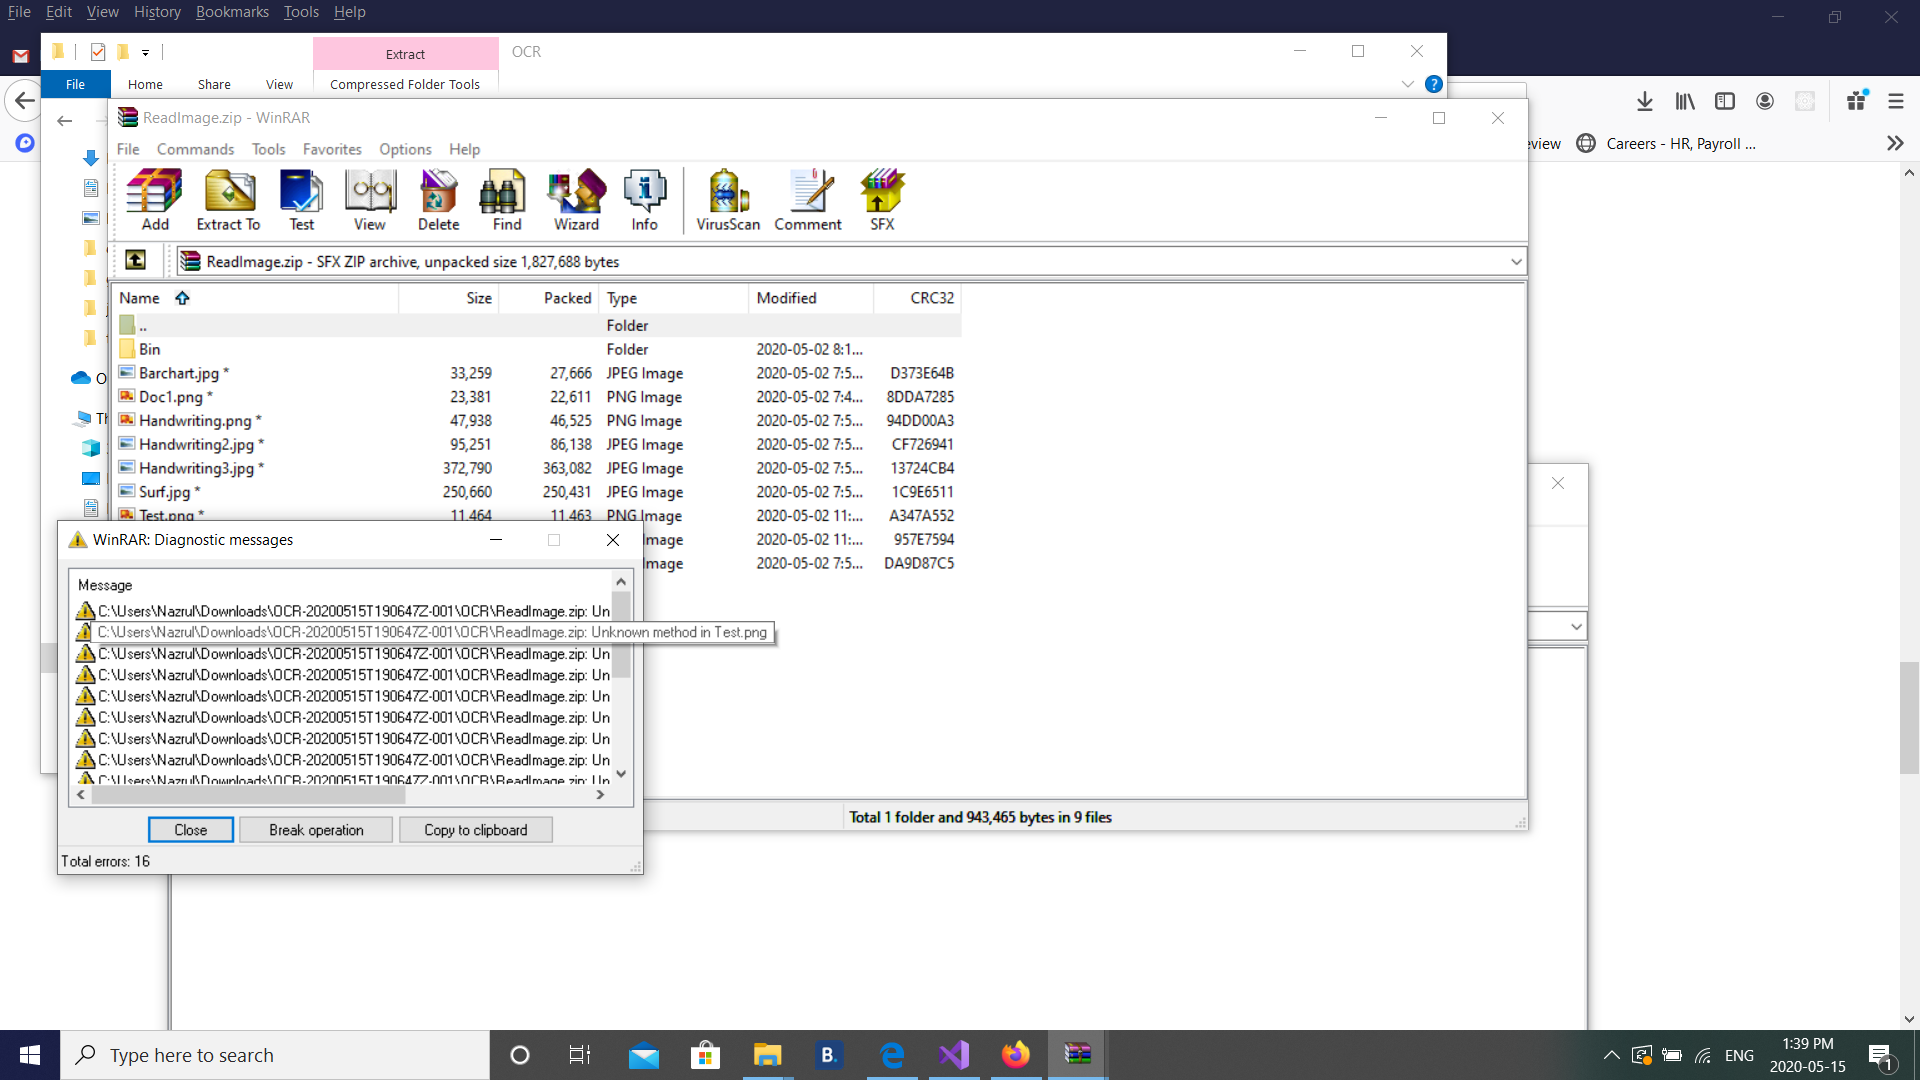 File Edit View History Bookmarks Tools Help
Extract OCR
File Home Share View Compressed Folder Tools
?
ReadImage.zip - WinRAR
File Commands Tools Favorites Options Help
eview Careers - HR, Payroll ...
Add Extract To Test View Delete Find Wizard Info VirusScan Comment SFX
ReadImage.zip - SFX ZIP archive, unpacked size 1,827,688 bytes
Name Size Packed Type Modified CRC32
.. Folder
Bin Folder 2020-05-02 8:1...
Barchart.jpg * 33,259 27,666 JPEG Image 2020-05-02 7:5... D373E64B
Doc1.png * 23,381 22,611 PNG Image 2020-05-02 7:4... 8DDA7285
Handwriting.png * 47,938 46,525 PNG Image 2020-05-02 7:5... 94DD00A3
Handwriting2.jpg * 95,251 86,138 JPEG Image 2020-05-02 7:5... CF726941
Handwriting3.jpg * 372,790 363,082 JPEG Image 2020-05-02 7:5... 13724CB4
Surf.jpg * 250,660 250,431 JPEG Image 2020-05-02 7:5... 1C9E6511
Test.png * 11,464 11,463 PNG Image 2020-05-02 11:... A347A552
mage 2020-05-02 11:... 957E7594
mage 2020-05-02 7:5... DA9D87C5
WinRAR: Diagnostic messages
Message
C:\Users\Nazrul\Downloads\OCR-20200515T190647Z-001\OCR\ReadImage.zip: Un
C:\Users\Nazrul\Downloads\OCR-20200515T190647Z-001\OCR\ReadImage.zip: Unknown method in Test.png
C:\Users\Nazrul\Downloads\OCR-20200515T190647Z-001\OCR\ReadImage.zip: Un
C:\Users\Nazrul\Downloads\OCR-20200515T190647Z-001\OCR\ReadImage.zip: Un
C:\Users\Nazrul\Downloads\OCR-20200515T190647Z-001\OCR\ReadImage.zip: Un
C:\Users\Nazrul\Downloads\OCR-20200515T190647Z-001\OCR\ReadImage.zip: Un
C:\Users\Nazrul\Downloads\OCR-20200515T190647Z-001\OCR\ReadImage.zip: Un
C:\Users\Nazrul\Downloads\OCR-20200515T190647Z-001\OCR\ReadImage.zip: Un
C:\Users\Nazrul\Downloads\OCR-20200515T190647Z-001\OCR\ReadImage.zip: Un
Close Break operation Copy to clipboard
Total errors: 16
Total 1 folder and 943,465 bytes in 9 files
Type here to search
B.
ENG
1:39 PM
2020-05-15
1